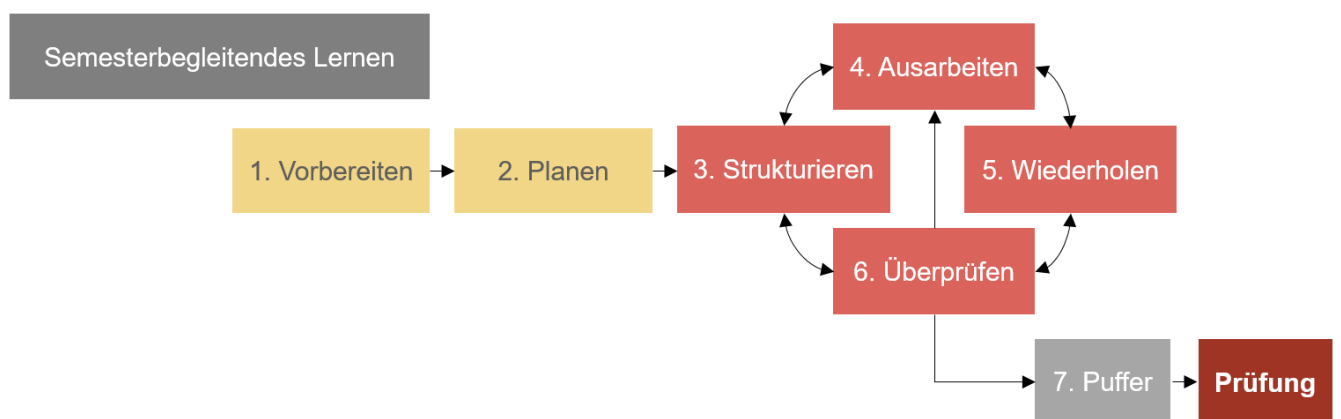 Semesterbegleitendes Lernen
1. Vorbereiten
2. Planen
3. Strukturieren
4. Ausarbeiten
5. Wiederholen
6. Überprüfen
7. Puffer
Prüfung